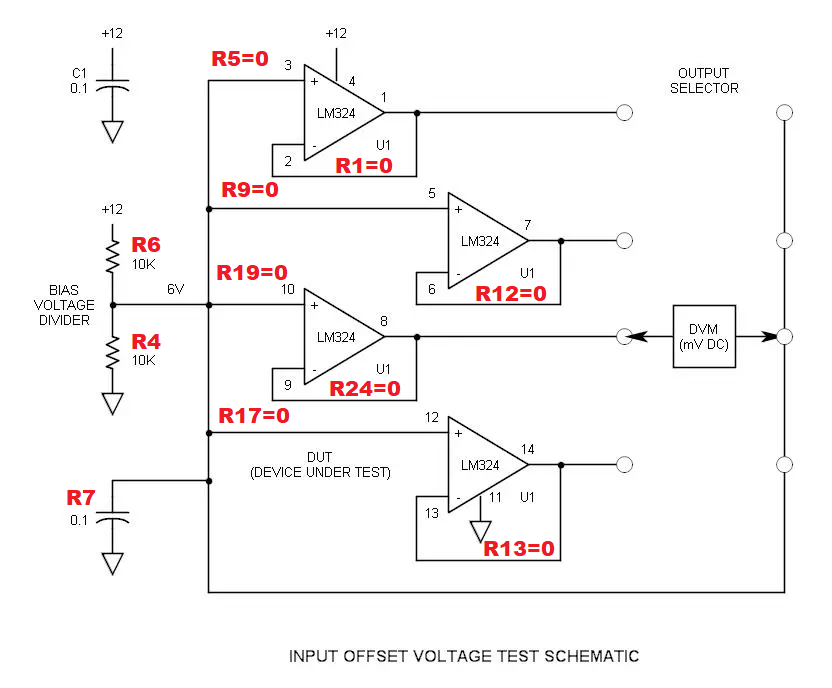 +12
+12
R5=0
3
+
4
1
C1
0.1
LM324
OUTPUT
SELECTOR
-
2
U1
R1=0
R9=0
5
+
7
+12
LM324
R6
10K
-
6
U1
R12=0
R19=0
BIAS
VOLTAGE
DIVIDER
6V
10
+
8
LM324
R4
10K
-
9
U1
R24=0
DVM
(mV DC)
R17=0
12
+
14
DUT
(DEVICE UNDER TEST)
LM324
-
13
11
U1
R7
0.1
R13=0
INPUT OFFSET VOLTAGE TEST SCHEMATIC